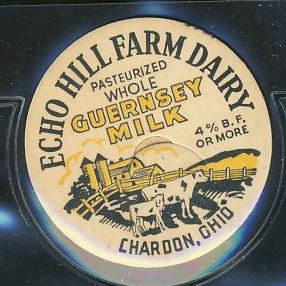 ECHO HILL FARM DAIRY
PASTEURIZED
WHOLE
GUERNSEY
MILK
4% B.F.
OR MORE
CHARDON, OHIO